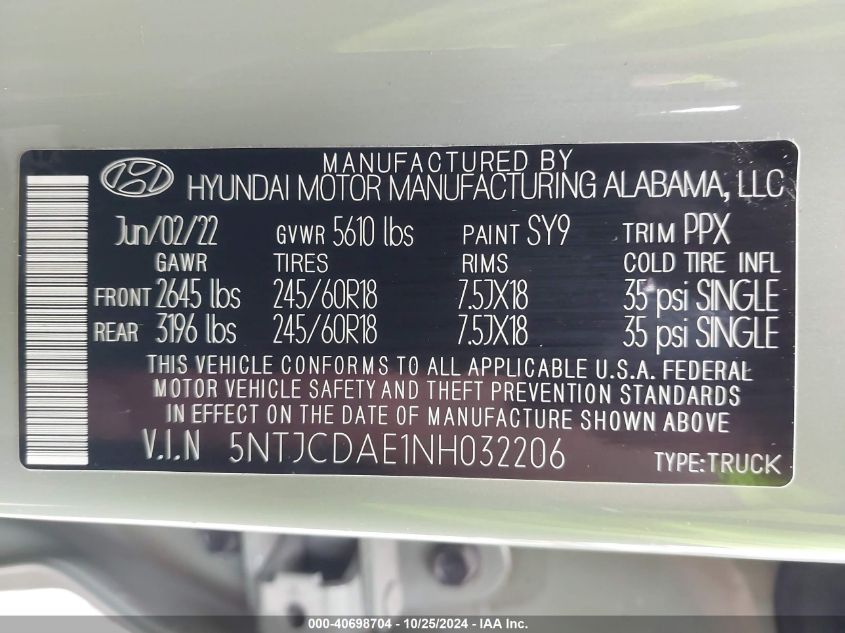 MANUFACTURED BY
HYUNDAI MOTOR MANUFACTURING ALABAMA, LLC
Jun/02/22 GVWR 5610 lbs PAINT SY9 TRIM PPX
GAWR TIRES RIMS COLD TIRE INFL
FRONT 2645 lbs 245/60R18 7.5JX18 35 psi SINGLE
REAR 3196 lbs 245/60R18 7.5JX18 35 psi SINGLE
THIS VEHICLE CONFORMS TO ALL APPLICABLE U.S.A. FEDERAL
MOTOR VEHICLE SAFETY AND THEFT PREVENTION STANDARDS
IN EFFECT ON THE DATE OF MANUFACTURE SHOWN ABOVE
V.I.N 5NTJCDAE1NH032206 TYPE:TRUCK
000-40698704 - 10/25/2024 - © IAA, Inc.